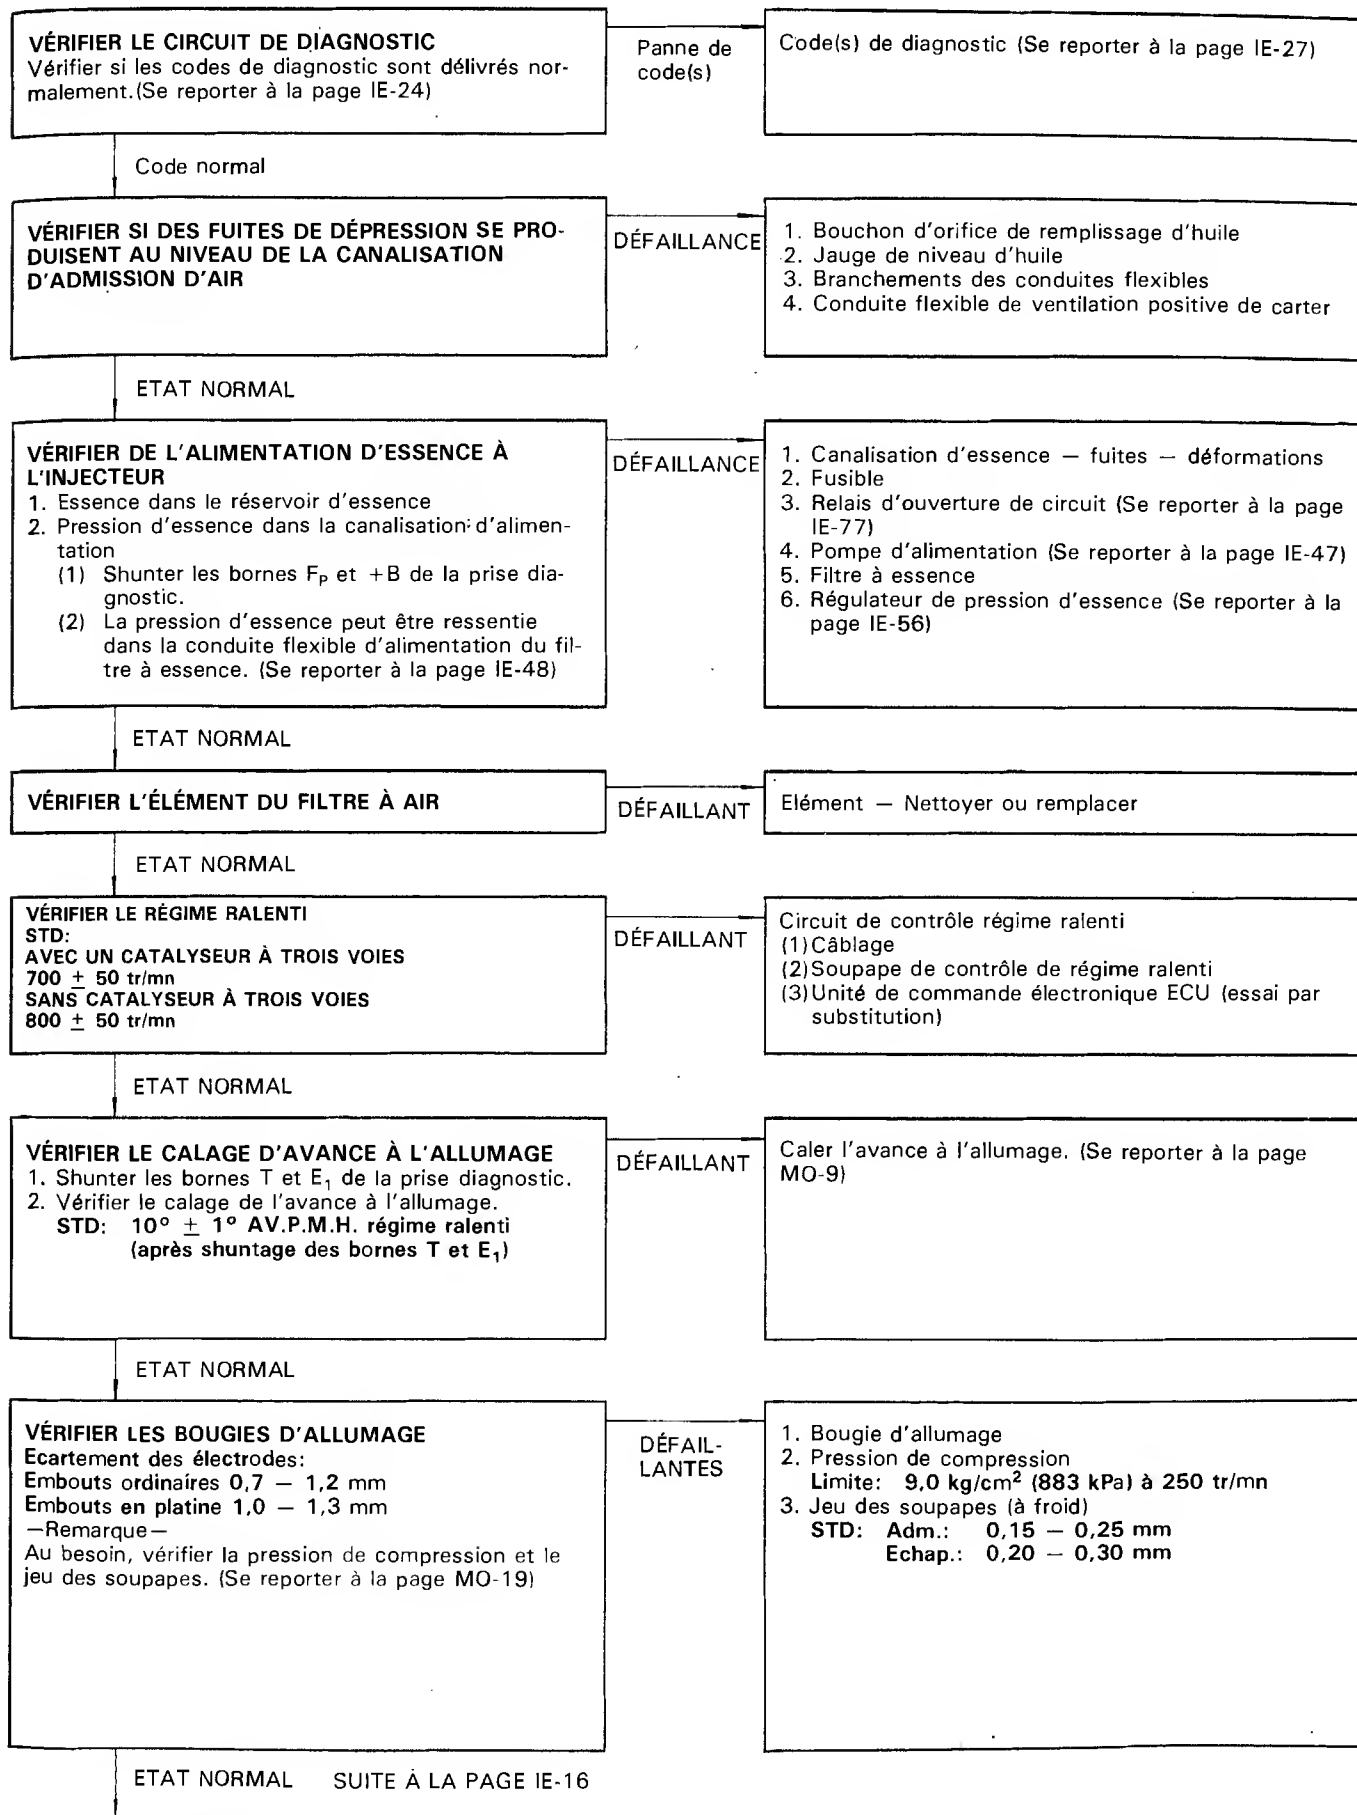 VÉRIFIER LE CIRCUIT DE DIAGNOSTIC
Vérifier si les codes de diagnostic sont délivrés nor-
malement.(Se reporter à la page IE-24)
Panne de
code(s)
Code(s) de diagnostic (Se reporter à la page IE-27)
Code normal
VÉRIFIER SI DES FUITES DE DÉPRESSION SE PRO-
DUISENT AU NIVEAU DE LA CANALISATION
D'ADMISSION D'AIR
DÉFAILLANCE
1. Bouchon d'orifice de remplissage d'huile
2. Jauge de niveau d'huile
3. Branchements des conduites flexibles
4. Conduite flexible de ventilation positive de carter
ETAT NORMAL
VÉRIFIER DE L'ALIMENTATION D'ESSENCE À
L'INJECTEUR
1. Essence dans le réservoir d'essence
2. Pression d'essence dans la canalisation d'alimen-
tation
(1) Shunter les bornes FP et +B de la prise dia-
gnostic.
(2) La pression d'essence peut être ressentie
dans la conduite flexible d'alimentation du fil-
tre à essence. (Se reporter à la page IE-48)
DÉFAILLANCE
1. Canalisation d'essence — fuites — déformations
2. Fusible
3. Relais d'ouverture de circuit (Se reporter à la page
IE-77)
4. Pompe d'alimentation (Se reporter à la page IE-47)
5. Filtre à essence
6. Régulateur de pression d'essence (Se reporter à la
page IE-56)
ETAT NORMAL
VÉRIFIER L'ÉLÉMENT DU FILTRE À AIR
DÉFAILLANT
Elément — Nettoyer ou remplacer
ETAT NORMAL
VÉRIFIER LE RÉGIME RALENTI
STD:
AVEC UN CATALYSEUR À TROIS VOIES
700 ± 50 tr/mn
SANS CATALYSEUR À TROIS VOIES
800 ± 50 tr/mn
DÉFAILLANT
Circuit de contrôle régime ralenti
(1)Câblage
(2)Soupape de contrôle de régime ralenti
(3)Unité de commande électronique ECU (essai par
substitution)
ETAT NORMAL
VÉRIFIER LE CALAGE D'AVANCE À L'ALLUMAGE
1. Shunter les bornes T et E₁ de la prise diagnostic.
2. Vérifier le calage de l'avance à l'allumage.
STD: 10° ± 1° AV.P.M.H. régime ralenti
(après shuntage des bornes T et E₁)
DÉFAILLANT
Caler l'avance à l'allumage. (Se reporter à la page
MO-9)
ETAT NORMAL
VÉRIFIER LES BOUGIES D'ALLUMAGE
Ecartement des électrodes:
Embouts ordinaires 0,7 — 1,2 mm
Embouts en platine 1,0 — 1,3 mm
—Remarque—
Au besoin, vérifier la pression de compression et le
jeu des soupapes. (Se reporter à la page MO-19)
DÉFAIL-
LANTES
1. Bougie d'allumage
2. Pression de compression
Limite: 9,0 kg/cm² (883 kPa) à 250 tr/mn
3. Jeu des soupapes (à froid)
STD: Adm.: 0,15 — 0,25 mm
Echap.: 0,20 — 0,30 mm
ETAT NORMAL SUITE À LA PAGE IE-16